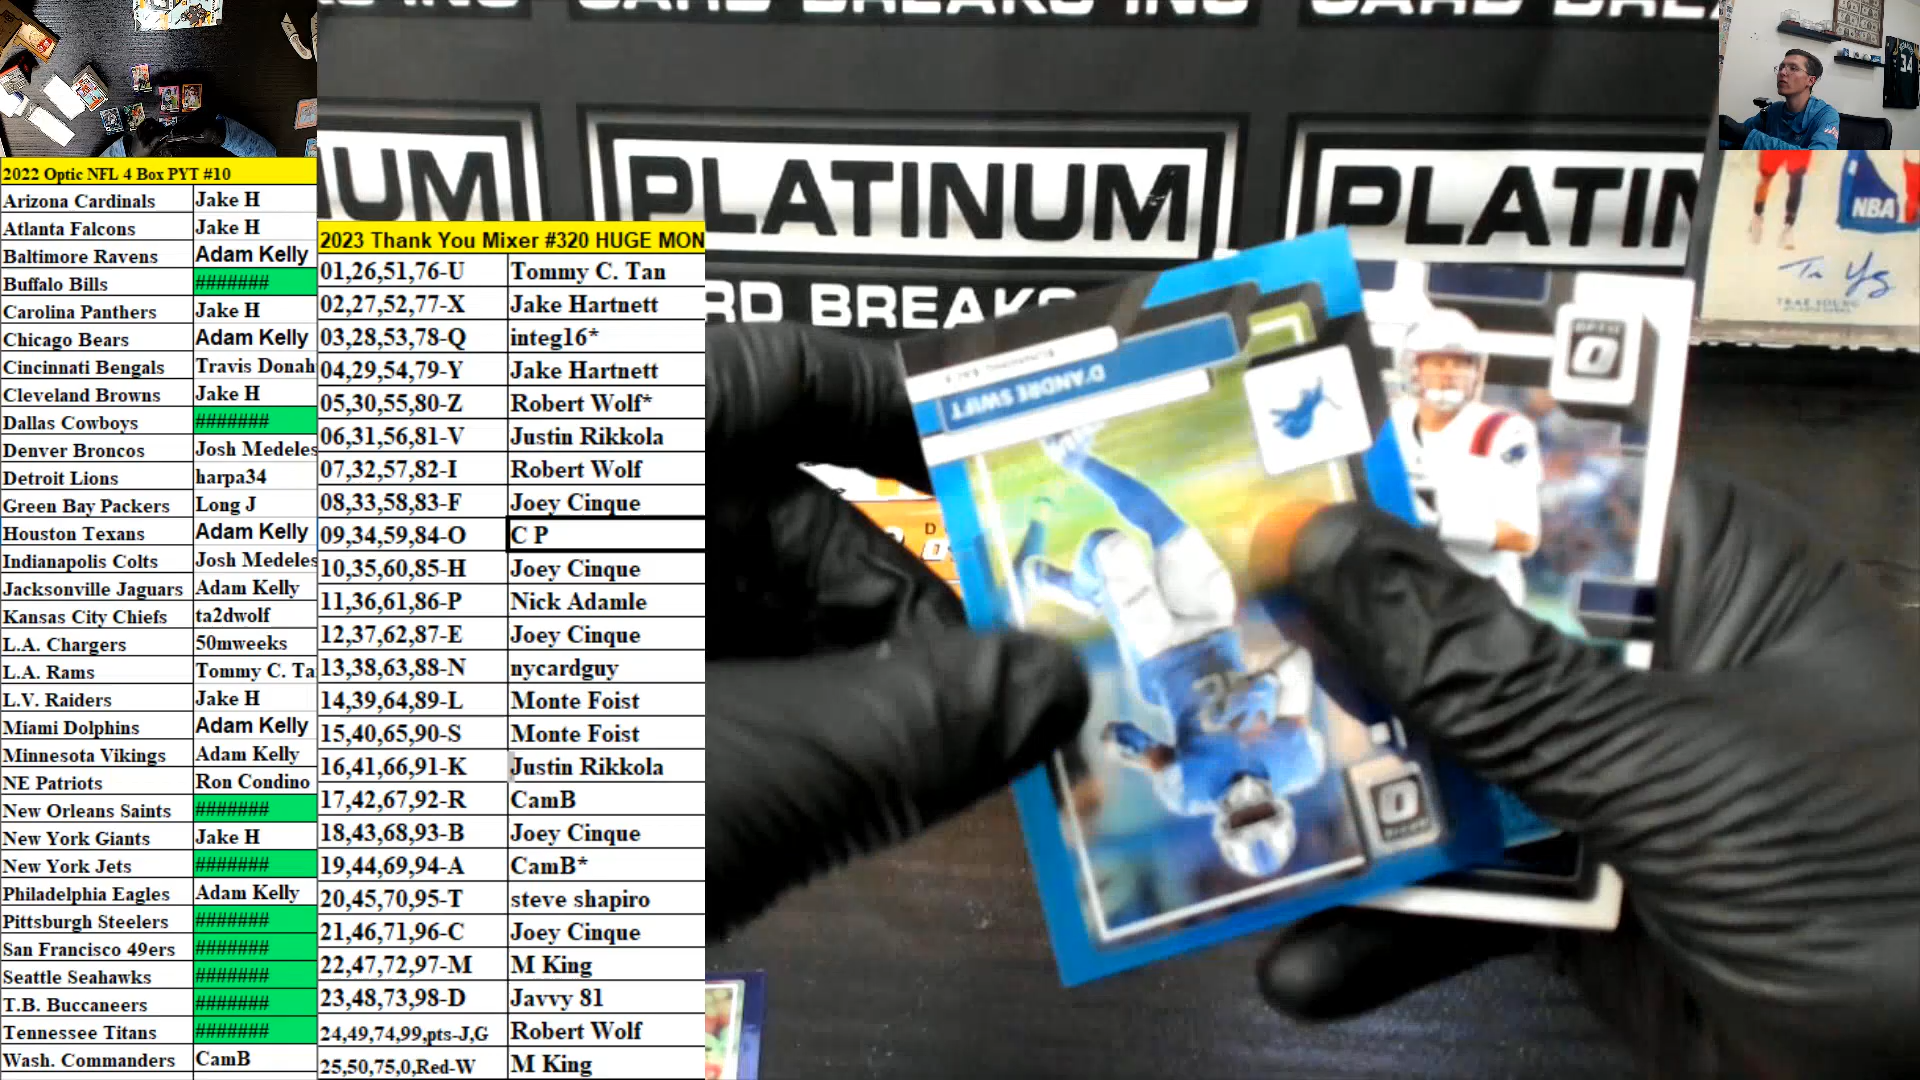 CARD BREAKS INC
CARD BRE
UM
PLATINUM
PLATIN
RD BREAKS
34
NBA
TRAE YOUNG
2022 Optic NFL 4 Box PYT #10
Arizona Cardinals Jake H
Atlanta Falcons Jake H
Baltimore Ravens Adam Kelly
Buffalo Bills #######
Carolina Panthers Jake H
Chicago Bears Adam Kelly
Cincinnati Bengals Travis Donah
Cleveland Browns Jake H
Dallas Cowboys #######
Denver Broncos Josh Medeles
Detroit Lions harpa34
Green Bay Packers Long J
Houston Texans Adam Kelly
Indianapolis Colts Josh Medeles
Jacksonville Jaguars Adam Kelly
Kansas City Chiefs ta2dwolf
L.A. Chargers 50mweeks
L.A. Rams Tommy C. Ta
L.V. Raiders Jake H
Miami Dolphins Adam Kelly
Minnesota Vikings Adam Kelly
NE Patriots Ron Condino
New Orleans Saints #######
New York Giants Jake H
New York Jets #######
Philadelphia Eagles Adam Kelly
Pittsburgh Steelers #######
San Francisco 49ers #######
Seattle Seahawks #######
T.B. Buccaneers #######
Tennessee Titans #######
Wash. Commanders CamB
2023 Thank You Mixer #320 HUGE MON
01,26,51,76-U Tommy C. Tan
02,27,52,77-X Jake Hartnett
03,28,53,78-Q integ16*
04,29,54,79-Y Jake Hartnett
05,30,55,80-Z Robert Wolf*
06,31,56,81-V Justin Rikkola
07,32,57,82-I Robert Wolf
08,33,58,83-F Joey Cinque
09,34,59,84-O C P
10,35,60,85-H Joey Cinque
11,36,61,86-P Nick Adamle
12,37,62,87-E Joey Cinque
13,38,63,88-N nycardguy
14,39,64,89-L Monte Foist
15,40,65,90-S Monte Foist
16,41,66,91-K Justin Rikkola
17,42,67,92-R CamB
18,43,68,93-B Joey Cinque
19,44,69,94-A CamB*
20,45,70,95-T steve shapiro
21,46,71,96-C Joey Cinque
22,47,72,97-M M King
23,48,73,98-D Javvy 81
24,49,74,99,pts-J,G Robert Wolf
25,50,75,0,Red-W M King
D'ANDRE SWIFT
OPTIC